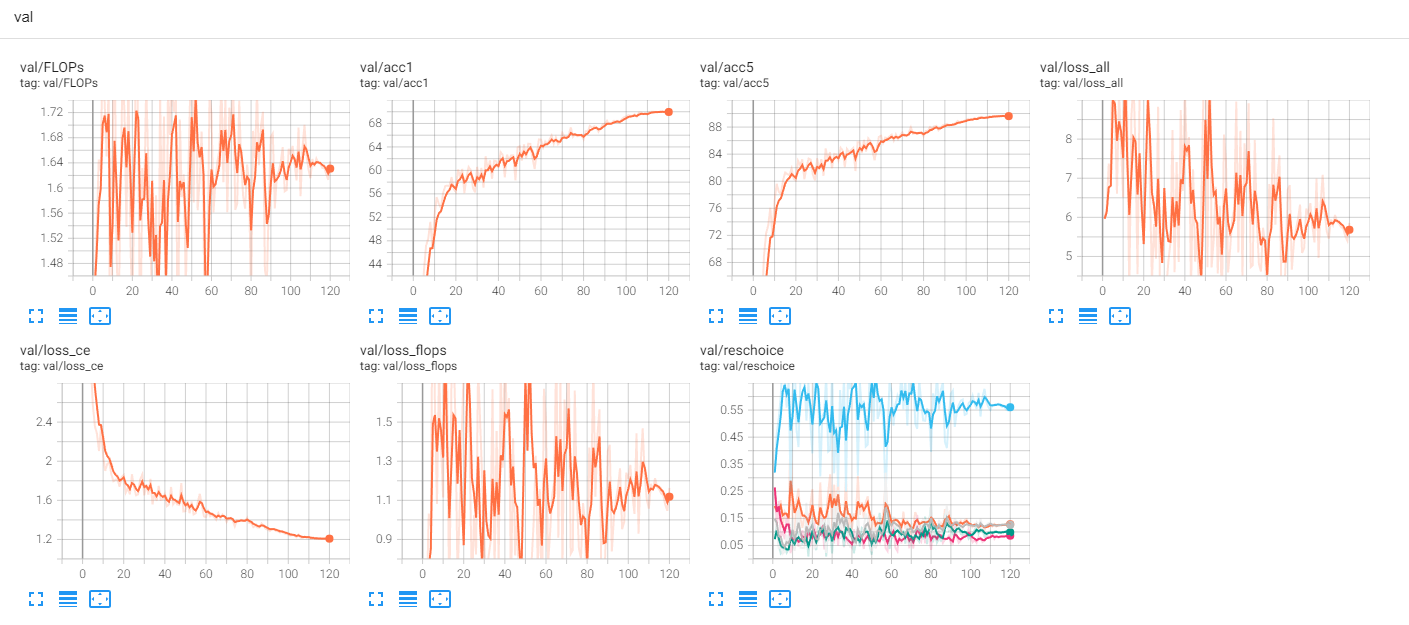 val
val/FLOPs
tag: val/FLOPs
1.72
1.68
1.64
1.6
1.56
1.52
1.48
0 20 40 60 80 100 120
val/acc1
tag: val/acc1
68
64
60
56
52
48
44
0 20 40 60 80 100 120
val/acc5
tag: val/acc5
88
84
80
76
72
68
0 20 40 60 80 100 120
val/loss_all
tag: val/loss_all
8
7
6
5
0 20 40 60 80 100 120
val/loss_ce
tag: val/loss_ce
2.4
2
1.6
1.2
0 20 40 60 80 100 120
val/loss_flops
tag: val/loss_flops
1.5
1.3
1.1
0.9
0 20 40 60 80 100 120
val/reschoice
tag: val/reschoice
0.55
0.45
0.35
0.25
0.15
0.05
0 20 40 60 80 100 120